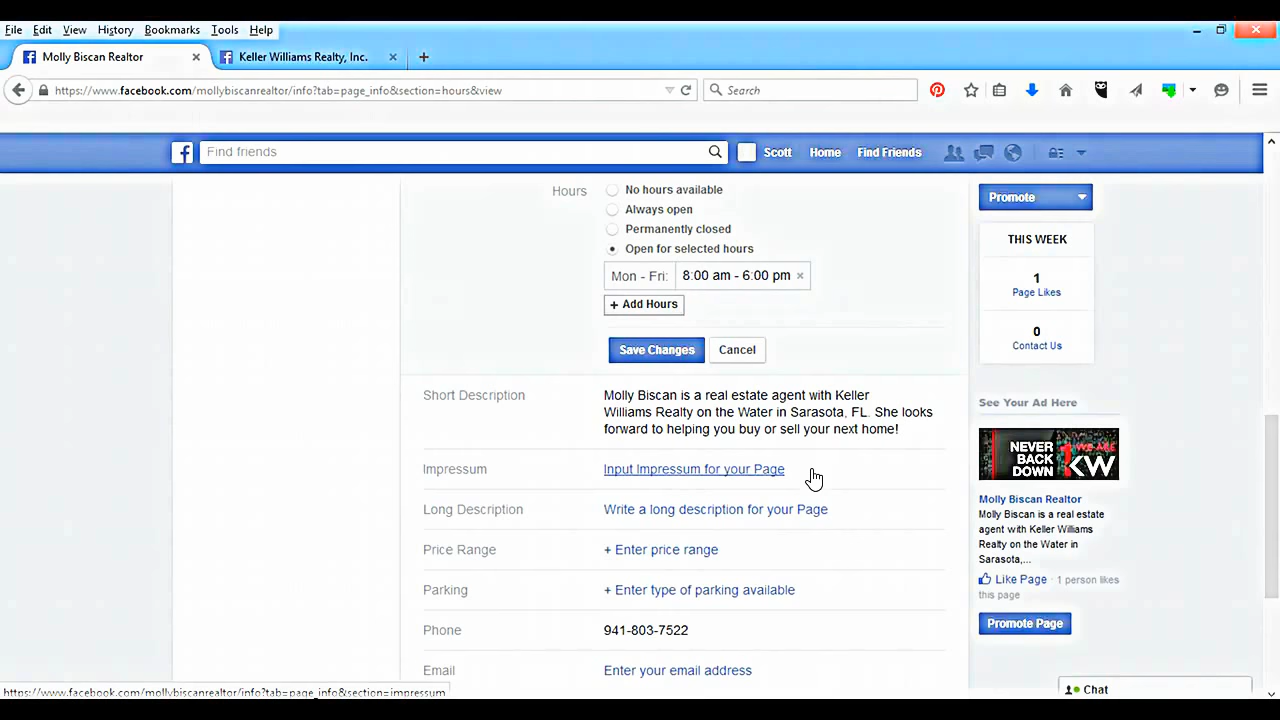 File Edit View History Bookmarks Tools Help
Molly Biscan Realtor × Keller Williams Realty, Inc. × +
https://www.facebook.com/mollybiscanrealtor/info?tab=page_info&section=hours&view Search
Find friends Scott Home Find Friends
Hours No hours available
Always open
Permanently closed
Open for selected hours
Mon - Fri: 8:00 am - 6:00 pm ×
+ Add Hours
Save Changes Cancel
Short Description Molly Biscan is a real estate agent with Keller
Williams Realty on the Water in Sarasota, FL. She looks
forward to helping you buy or sell your next home!
Impressum Input Impressum for your Page
Long Description Write a long description for your Page
Price Range + Enter price range
Parking + Enter type of parking available
Phone 941-803-7522
Email Enter your email address
Promote
THIS WEEK
1
Page Likes
0
Contact Us
See Your Ad Here
NEVER
BACK
DOWN
WE ARE
KW
Molly Biscan Realtor
Molly Biscan is a real estate
agent with Keller Williams
Realty on the Water in
Sarasota,...
Like Page · 1 person likes
this page
Promote Page
https://www.facebook.com/mollybiscanrealtor/info?tab=page_info&section=impressum
Chat